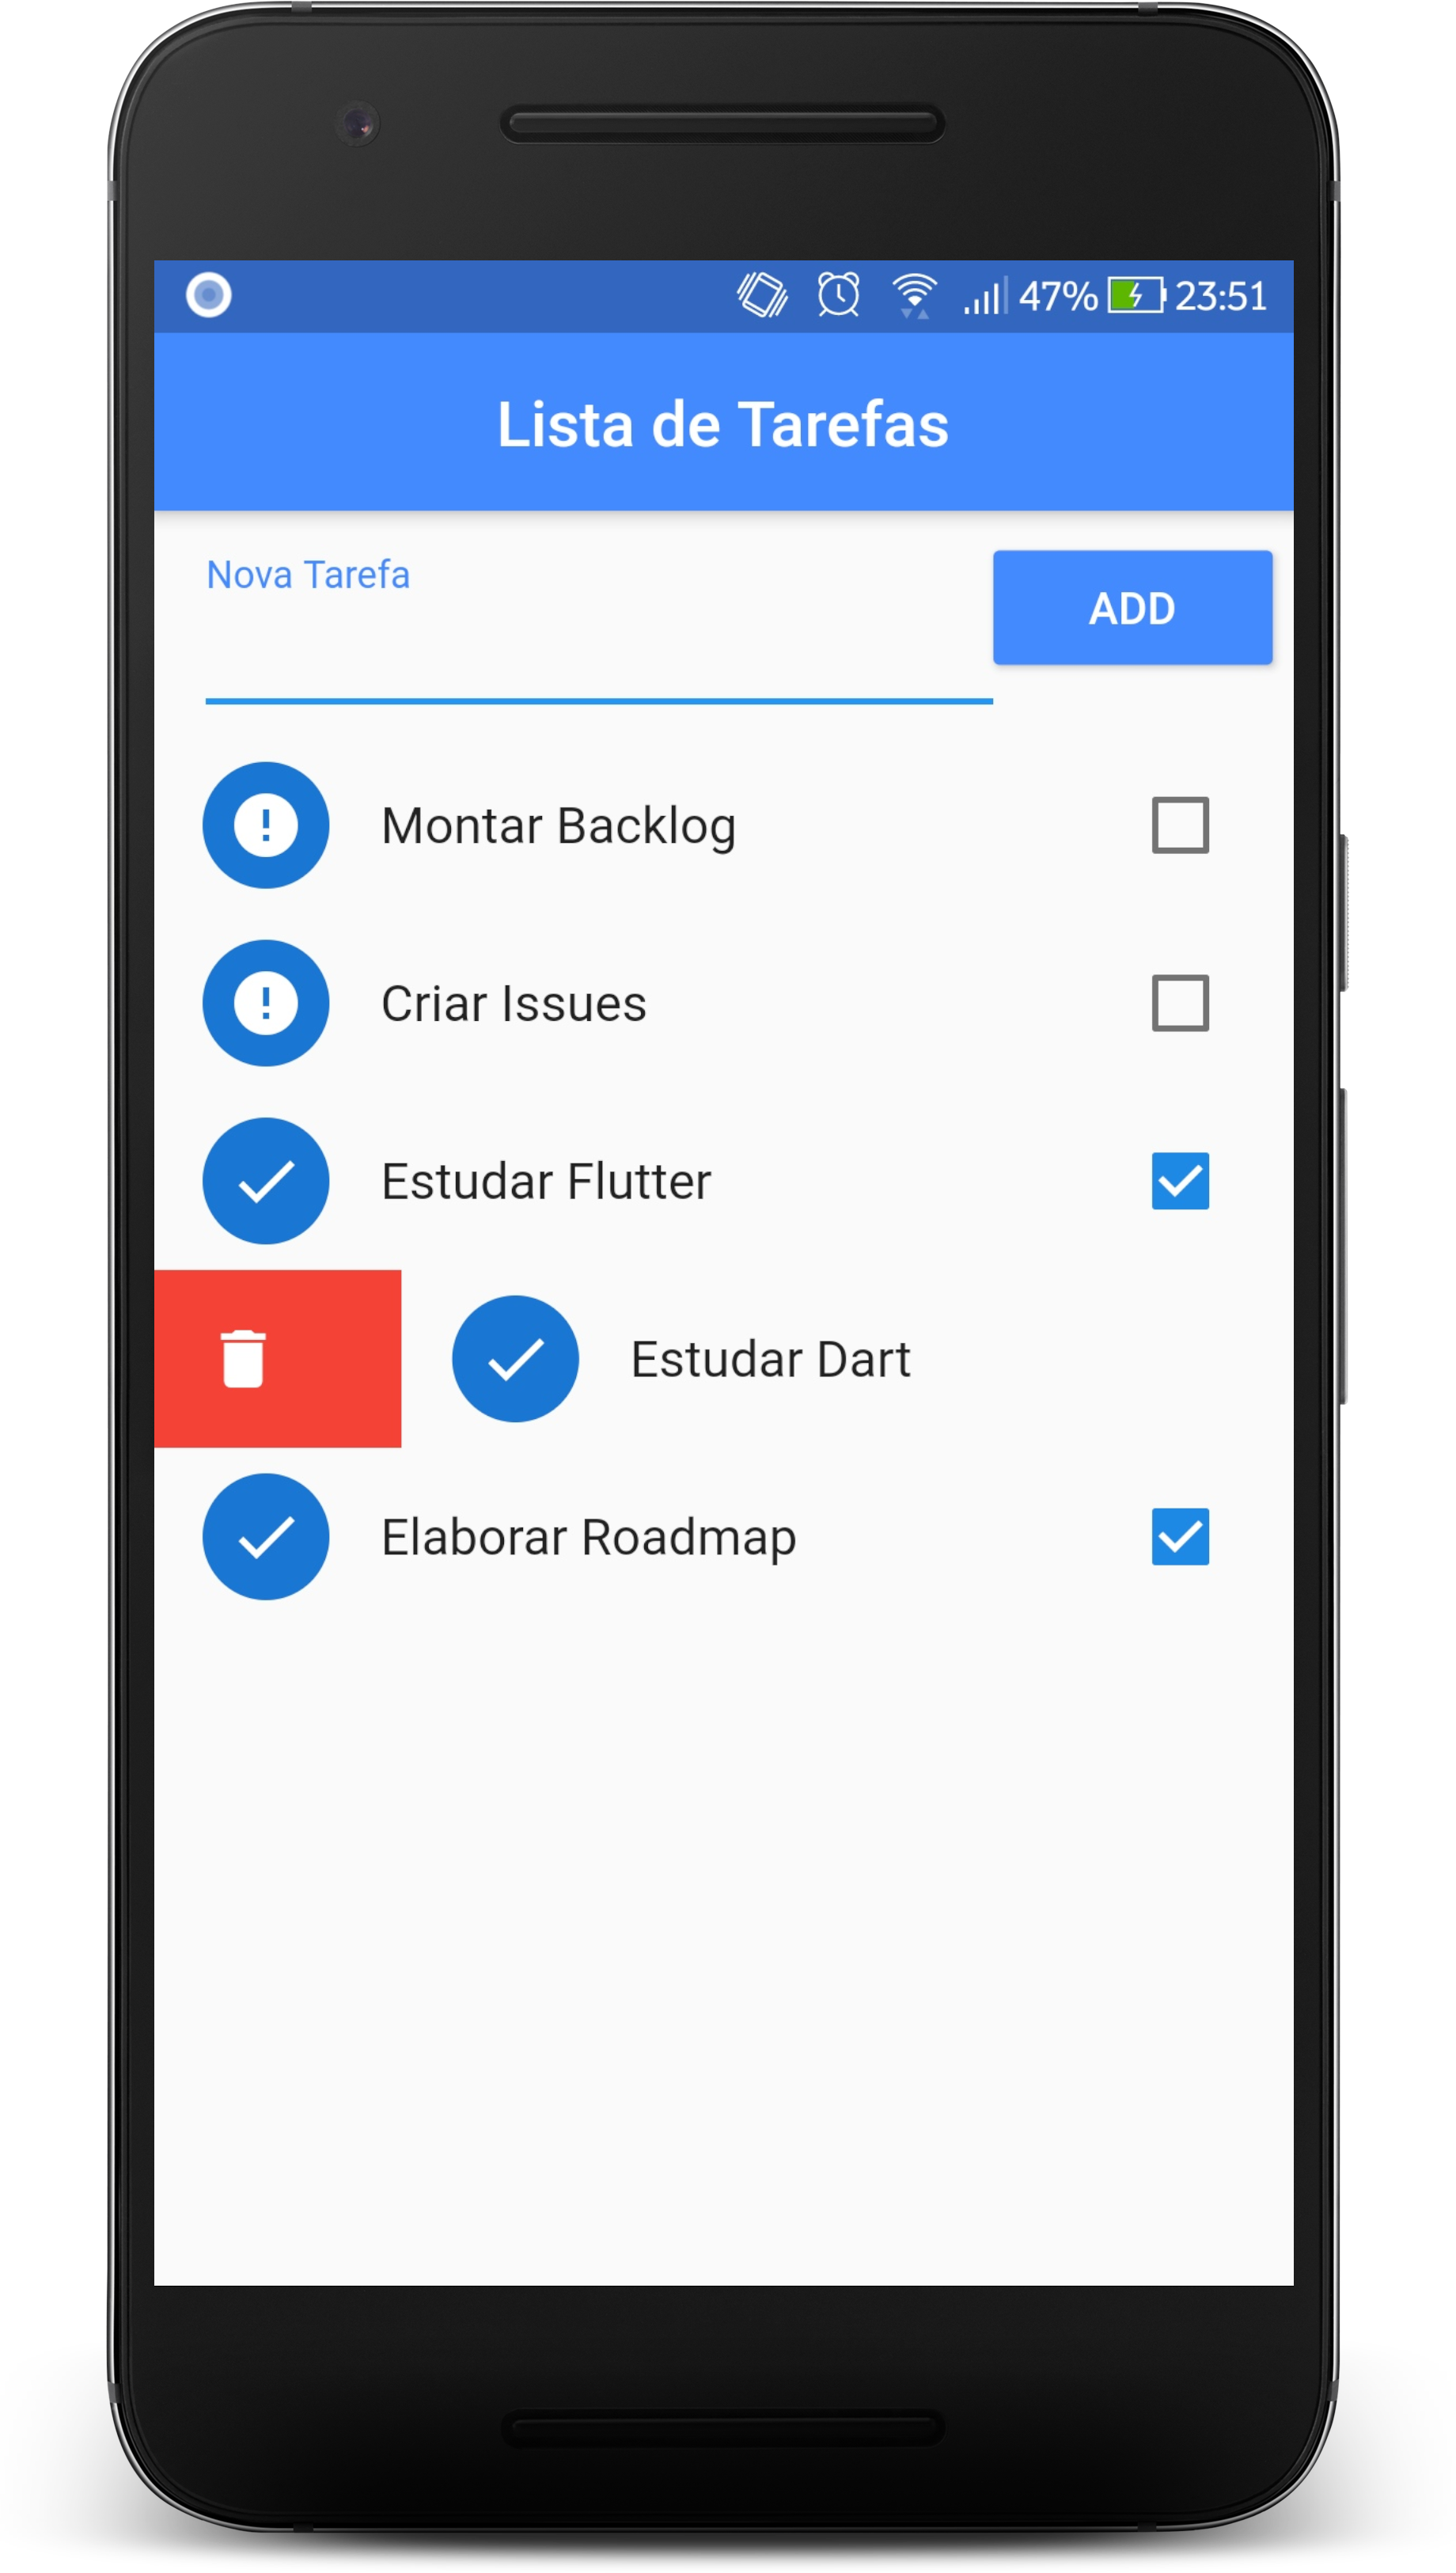 47% 23:51
Lista de Tarefas
Nova Tarefa
ADD
Montar Backlog
Criar Issues
Estudar Flutter
Estudar Dart
Elaborar Roadmap